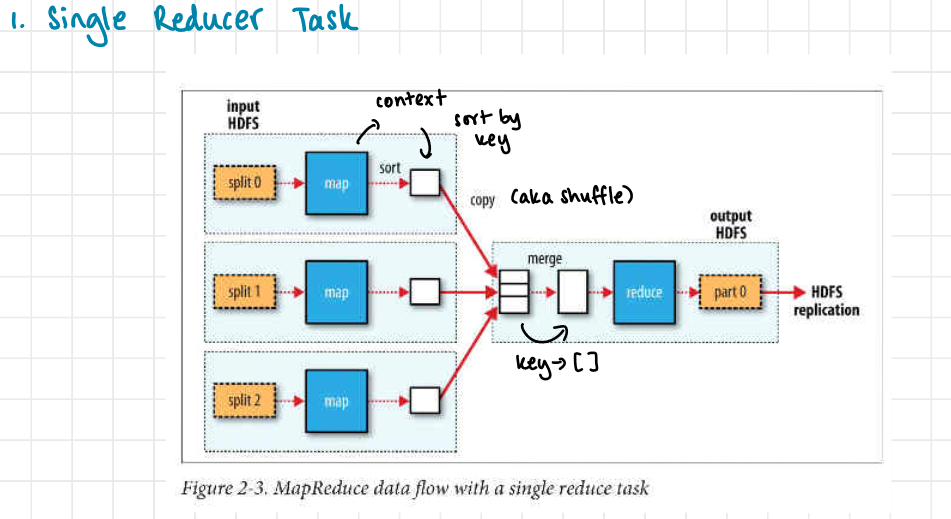 1. Single Reducer Task
input
HDFS
context
sort by
key
split 0
map
sort
copy
(aka shuffle)
output
HDFS
split 1
map
merge
reduce
part 0
HDFS
replication
key→[]
split 2
map
Figure 2-3. MapReduce data flow with a single reduce task